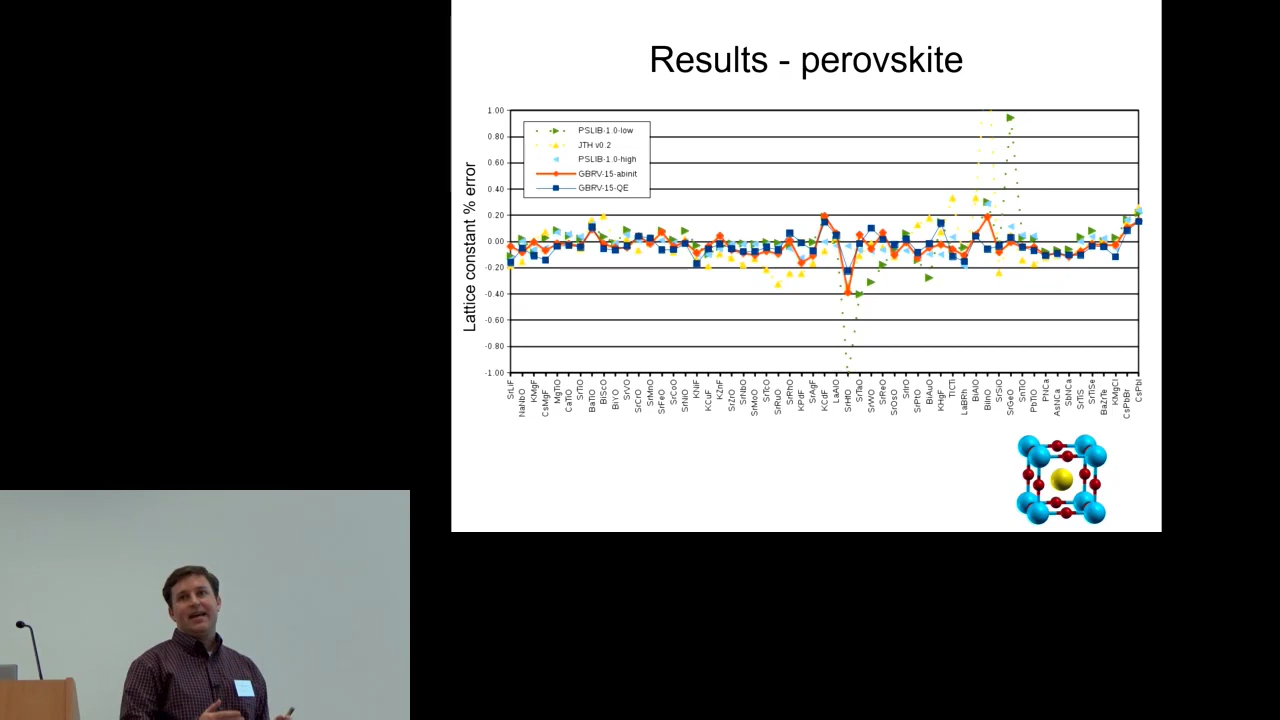 Results - perovskite
Lattice constant % error
1.00
0.80
0.60
0.40
0.20
0.00
-0.20
-0.40
-0.60
-0.80
-1.00
PSLIB-1.0-low
JTH v0.2
PSLIB-1.0-high
GBRV-15-abinit
GBRV-15-QE
SrLiF
NaNbO
KMgF
CsMgF
MgTiO
CaTiO
SrTiO
BaTiO
BiScO
BiYO
SrVO
SrCrO
SrMnO
SrFeO
SrCoO
SrNiO
KNiF
KCuF
KZnF
SrZrO
SrNbO
SrMoO
SrTcO
SrRuO
SrRhO
KPdF
SrAgF
KCdF
LaAlO
SrHfO
SrTaO
SrWO
SrReO
SrOsO
SrIrO
SrPtO
BiAuO
KHgF
TlCTi
LaBRh
BiAlO
BiInO
SrSiO
SrGeO
SnTiO
PbTiO
PNCa
AsNCa
SbNCa
SrTiS
SrTiSe
BaZrTe
KMgCl
CsPbBr
CsPbI